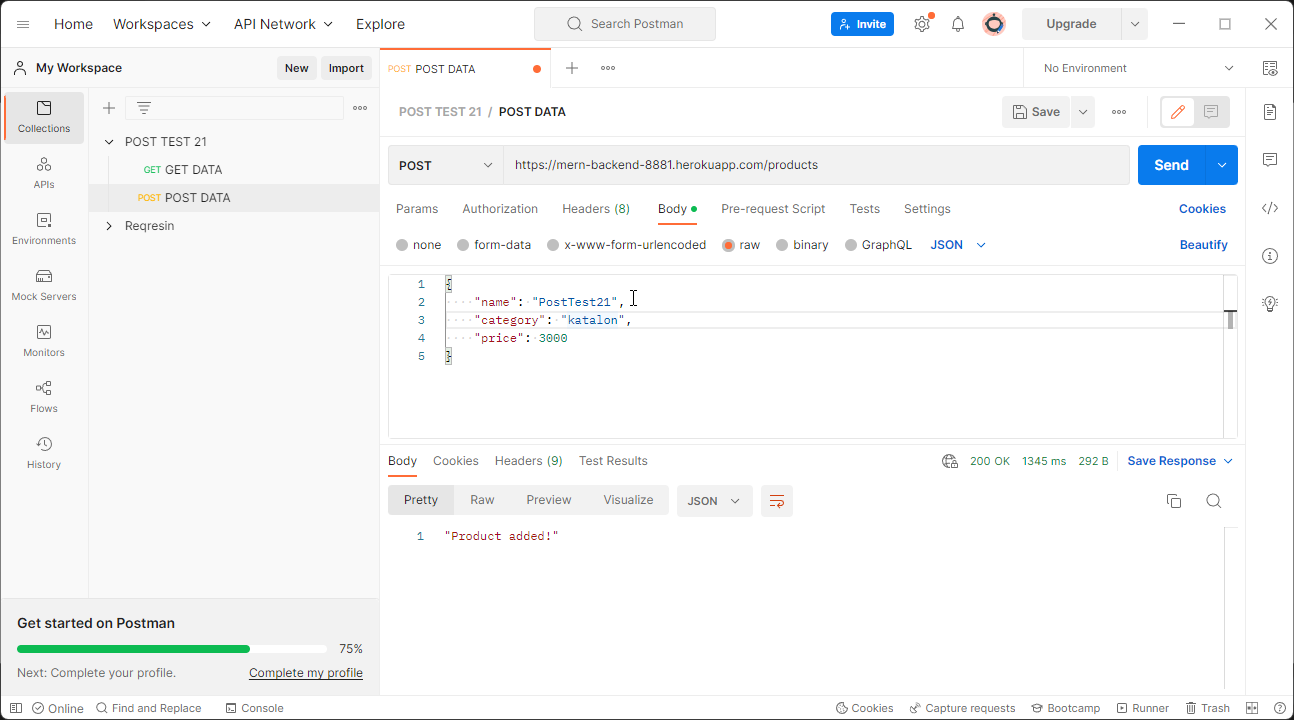 Home Workspaces API Network Explore Search Postman Invite Upgrade
My Workspace New Import POST POST DATA No Environment
Collections
APIs
Environments
Mock Servers
Monitors
Flows
History
POST TEST 21
GET GET DATA
POST POST DATA
Reqresin
POST TEST 21 / POST DATA Save
POST https://mern-backend-8881.herokuapp.com/products Send
Params Authorization Headers (8) Body Pre-request Script Tests Settings Cookies
none form-data x-www-form-urlencoded raw binary GraphQL JSON Beautify
1 {
2 ····"name":·"PostTest21",
3 ····"category":·"katalon",
4 ····"price":·3000
5 }
Body Cookies Headers (9) Test Results 200 OK 1345 ms 292 B Save Response
Pretty Raw Preview Visualize JSON
1 "Product added!"
Get started on Postman
75%
Next: Complete your profile. Complete my profile
Online Find and Replace Console Cookies Capture requests Bootcamp Runner Trash